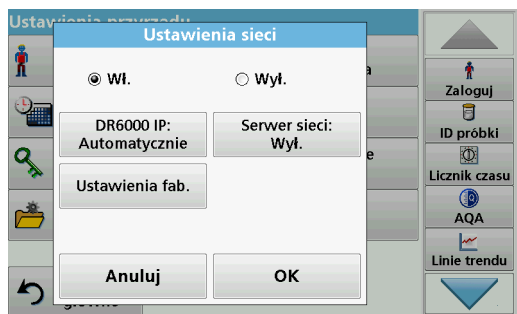 Ustawienia przyrządu
Ustawienia sieci
Wł.
Wył.
DR6000 IP:
Automatycznie
Serwer sieci:
Wył.
Ustawienia fab.
Anuluj
OK
Zaloguj
ID próbki
Licznik czasu
AQA
Linie trendu